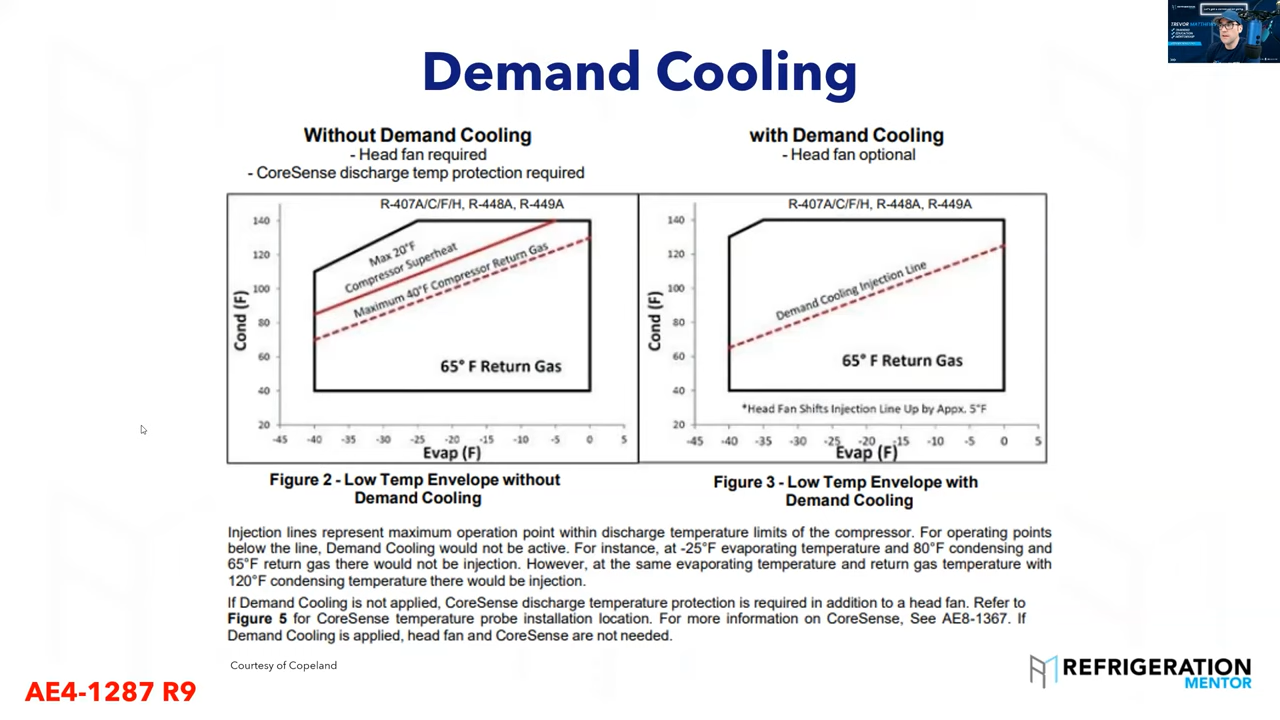 Demand Cooling
Without Demand Cooling
- Head fan required
- CoreSense discharge temp protection required
with Demand Cooling
- Head fan optional
R-407A/C/F/H, R-448A, R-449A
140
120
100
80
60
40
20
Cond (F)
Max 20°F
Compressor Superheat
Maximum 40°F Compressor Return Gas
65° F Return Gas
-45 -40 -35 -30 -25 -20 -15 -10 -5 0 5
Evap (F)
R-407A/C/F/H, R-448A, R-449A
140
120
100
80
60
40
20
Cond (F)
Demand Cooling Injection Line
65° F Return Gas
*Head Fan Shifts Injection Line Up by Appx. 5°F
-45 -40 -35 -30 -25 -20 -15 -10 -5 0 5
Evap (F)
Figure 2 - Low Temp Envelope without
Demand Cooling
Figure 3 - Low Temp Envelope with
Demand Cooling
Injection lines represent maximum operation point within discharge temperature limits of the compressor. For operating points
below the line, Demand Cooling would not be active. For instance, at -25°F evaporating temperature and 80°F condensing and
65°F return gas there would not be injection. However, at the same evaporating temperature and return gas temperature with
120°F condensing temperature there would be injection.
If Demand Cooling is not applied, CoreSense discharge temperature protection is required in addition to a head fan. Refer to
Figure 5 for CoreSense temperature probe installation location. For more information on CoreSense, See AE8-1367. If
Demand Cooling is applied, head fan and CoreSense are not needed.
Courtesy of Copeland
AE4-1287 R9
REFRIGERATION
MENTOR